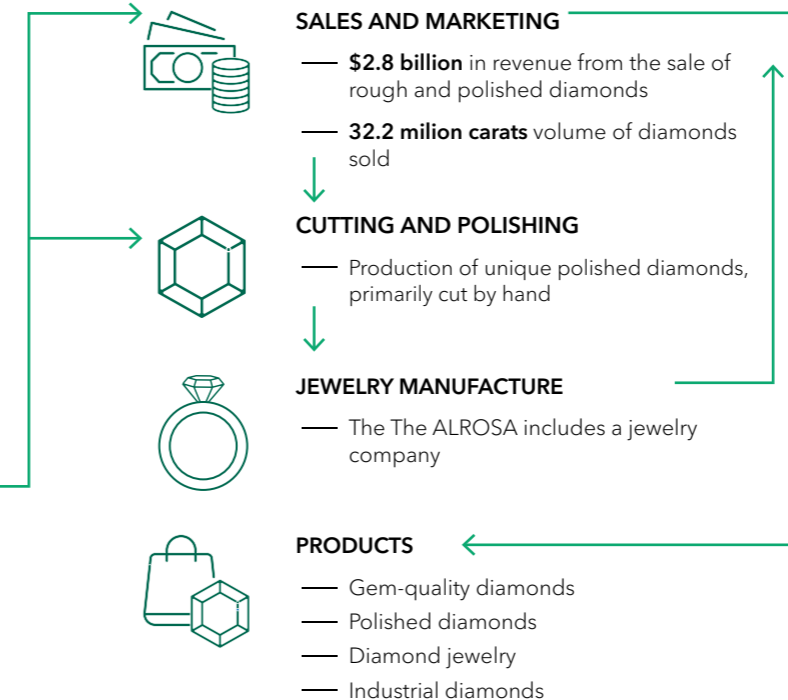 SALES AND MARKETING
— $2.8 billion in revenue from the sale of
rough and polished diamonds
— 32.2 milion carats volume of diamonds
sold
CUTTING AND POLISHING
— Production of unique polished diamonds,
primarily cut by hand
JEWELRY MANUFACTURE
— The The ALROSA includes a jewelry
company
PRODUCTS
— Gem-quality diamonds
— Polished diamonds
— Diamond jewelry
— Industrial diamonds